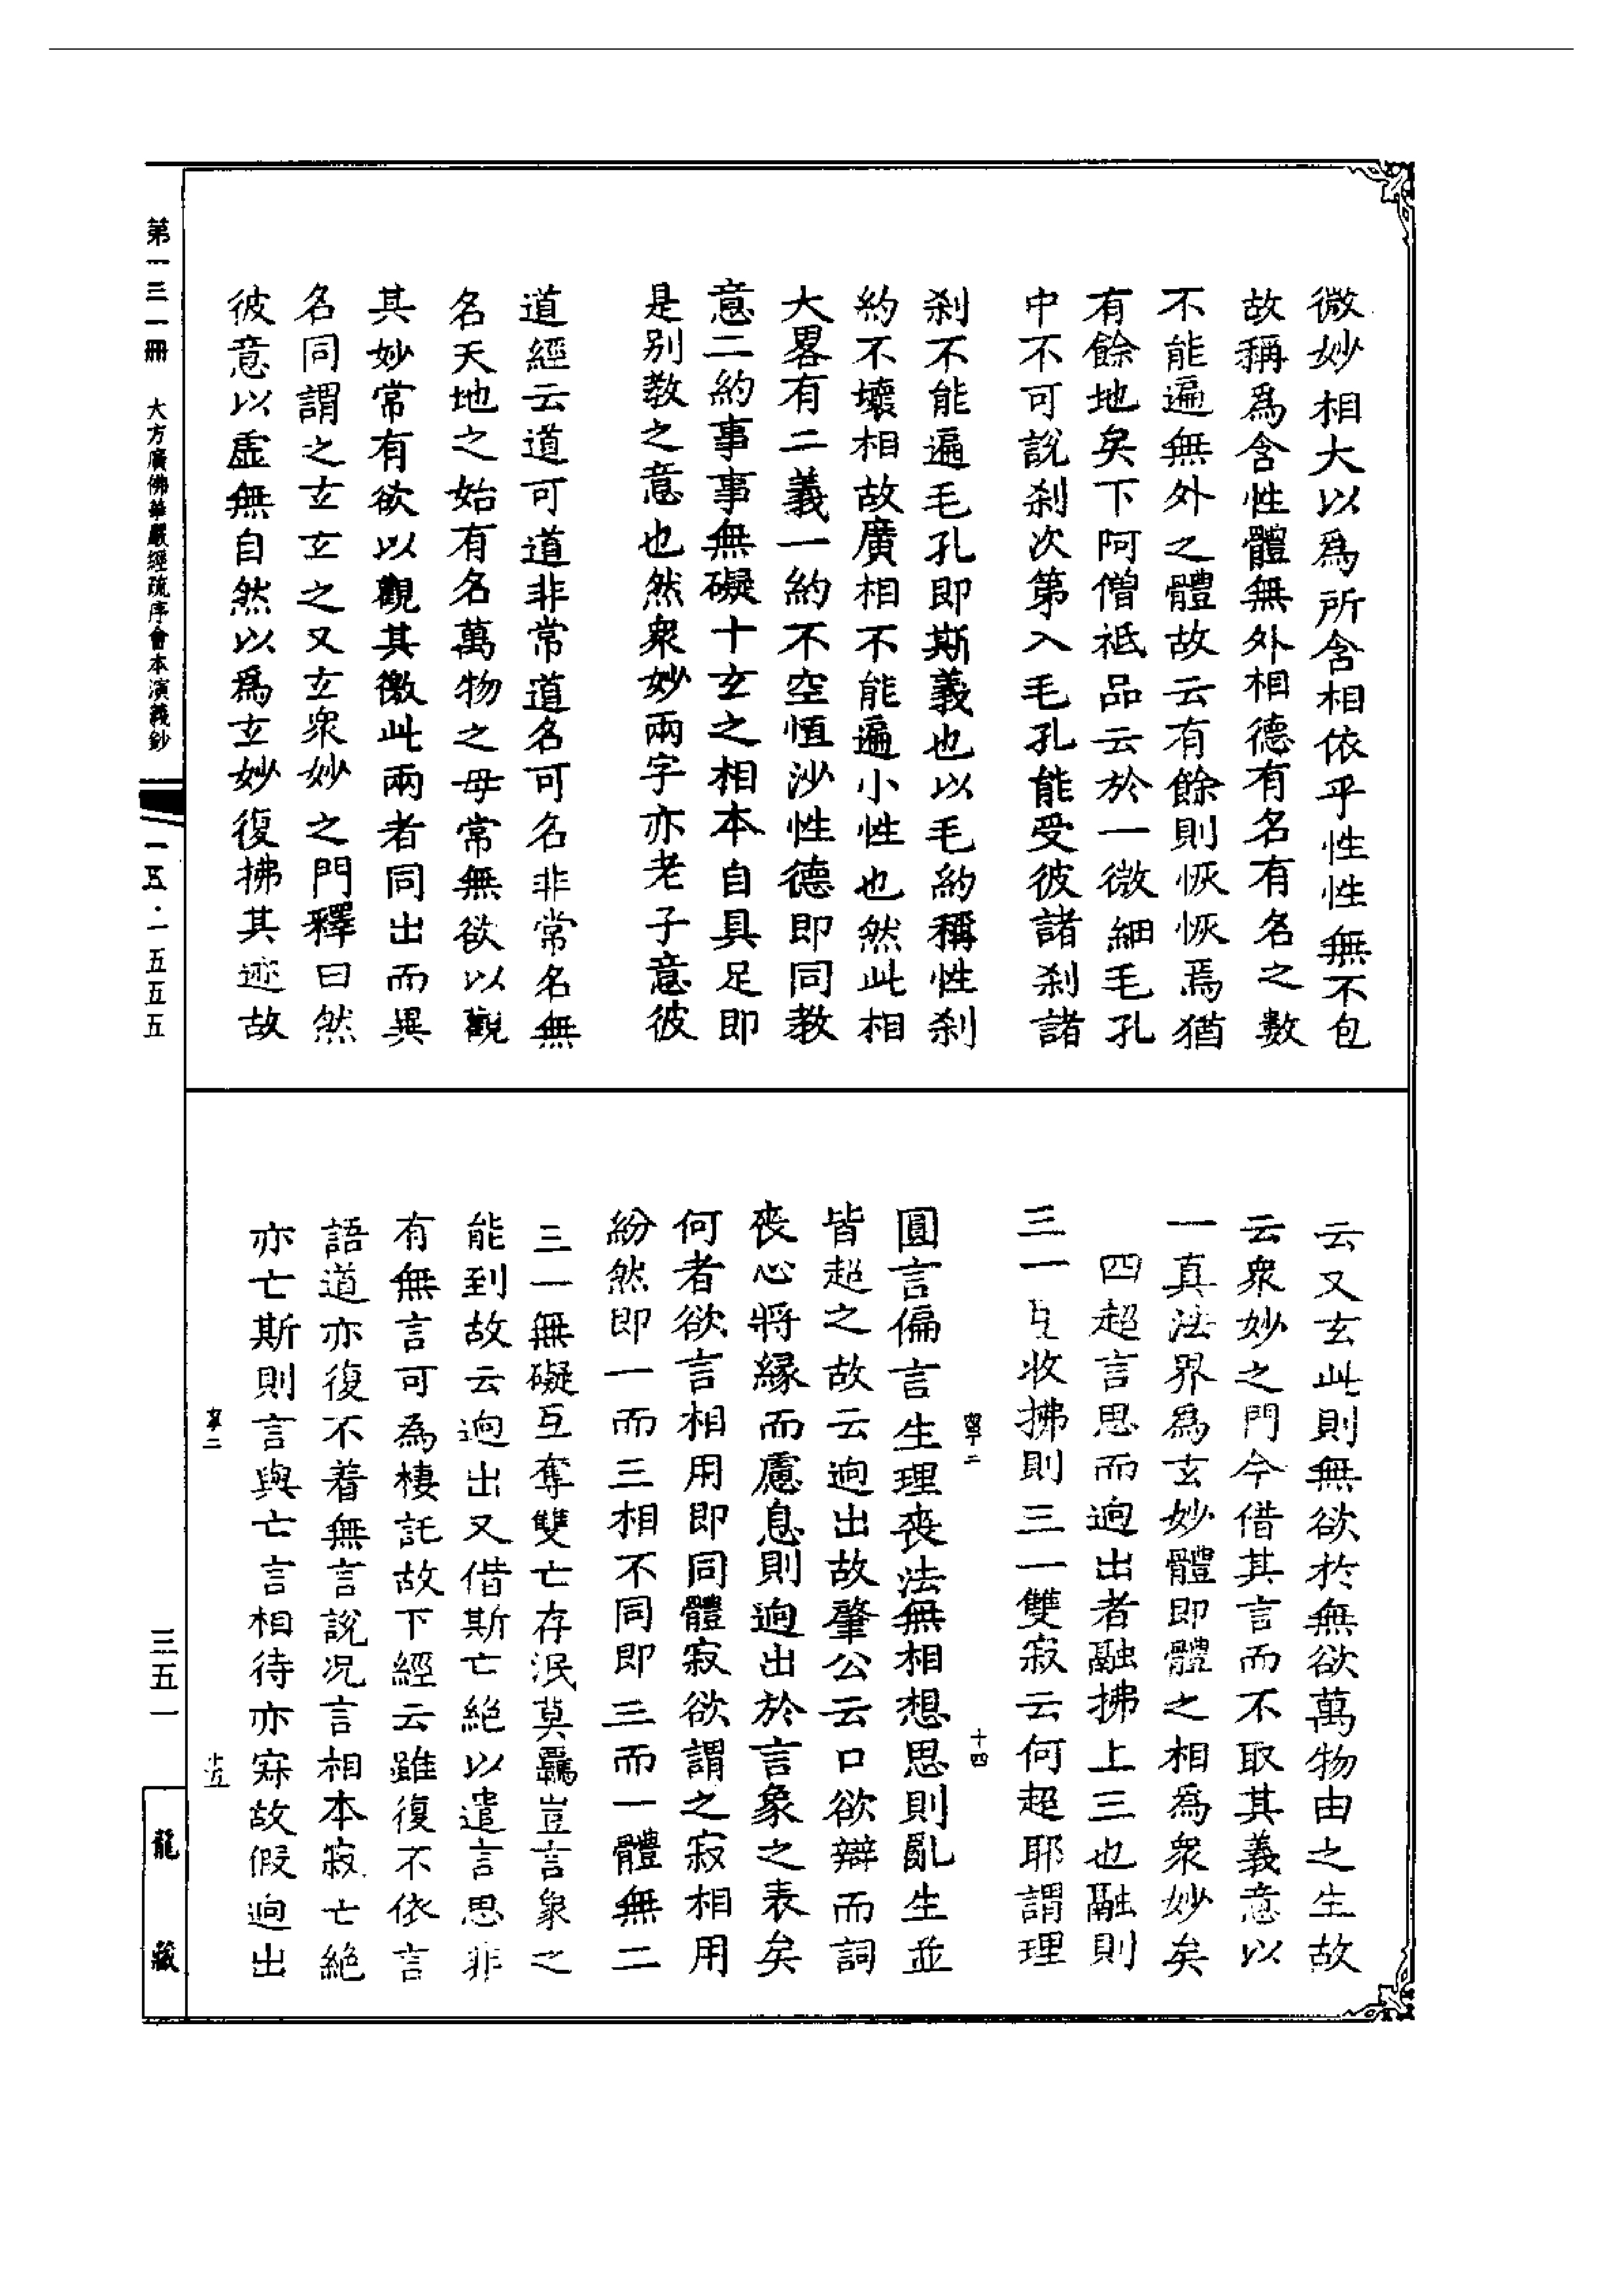 微妙相大以爲所含相依乎性性無不包
故稱爲含性體無外相德有名有名之數
不能遍無外之體故云有餘則恢恢焉猶
有餘地矣下阿僧祇品云於一微細毛孔
中不可說剎次第入毛孔能受彼諸剎諸
剎不能遍毛孔即斯義也以毛約稱性剎
約不壞相故廣相不能遍小性也然此相
大畧有二義一約不空恒沙性德即同教
意二約事事無礙十玄之相本自具足即
是别教之意也然衆妙兩字亦老子意彼
道經云道可道非常道名可名非常名無
名天地之始有名萬物之母常無欲以觀
其妙常有欲以觀其徼此兩者同出而異
名同謂之玄玄之又玄衆妙之門釋曰然
彼意以虛無自然以爲玄妙復拂其迹故
云又玄此則無欲於無欲萬物由之生故
云衆妙之門今借其言而不取其義意以
一真法界爲玄妙體即體之相爲衆妙矣
四超言思而逈出者融拂上三也融則
三一互收拂則三一雙寂云何超耶謂理
圓言偏言生理喪法無相想思則亂生並
皆超之故云逈出故肇公云口欲辯而詞
喪心將緣而慮息則逈出於言象之表矣
何者欲言相用即同體寂欲謂之寂相用
紛然即一而三相不同即三而一體無二
三一無礙互奪雙亡存泯莫羈豈言象之
能到故云逈出又借斯亡絕以遣言思非
有無言可為棲託故下經云雖復不依言
語道亦復不着無言說况言相本寂亡絕
亦亡斯則言與亡言相待亦寂故假逈出
寧二
十四
寧二
十五
第一三一冊
大方廣佛華嚴經疏序會本演義鈔
一五·一五五五
三五一
龍藏